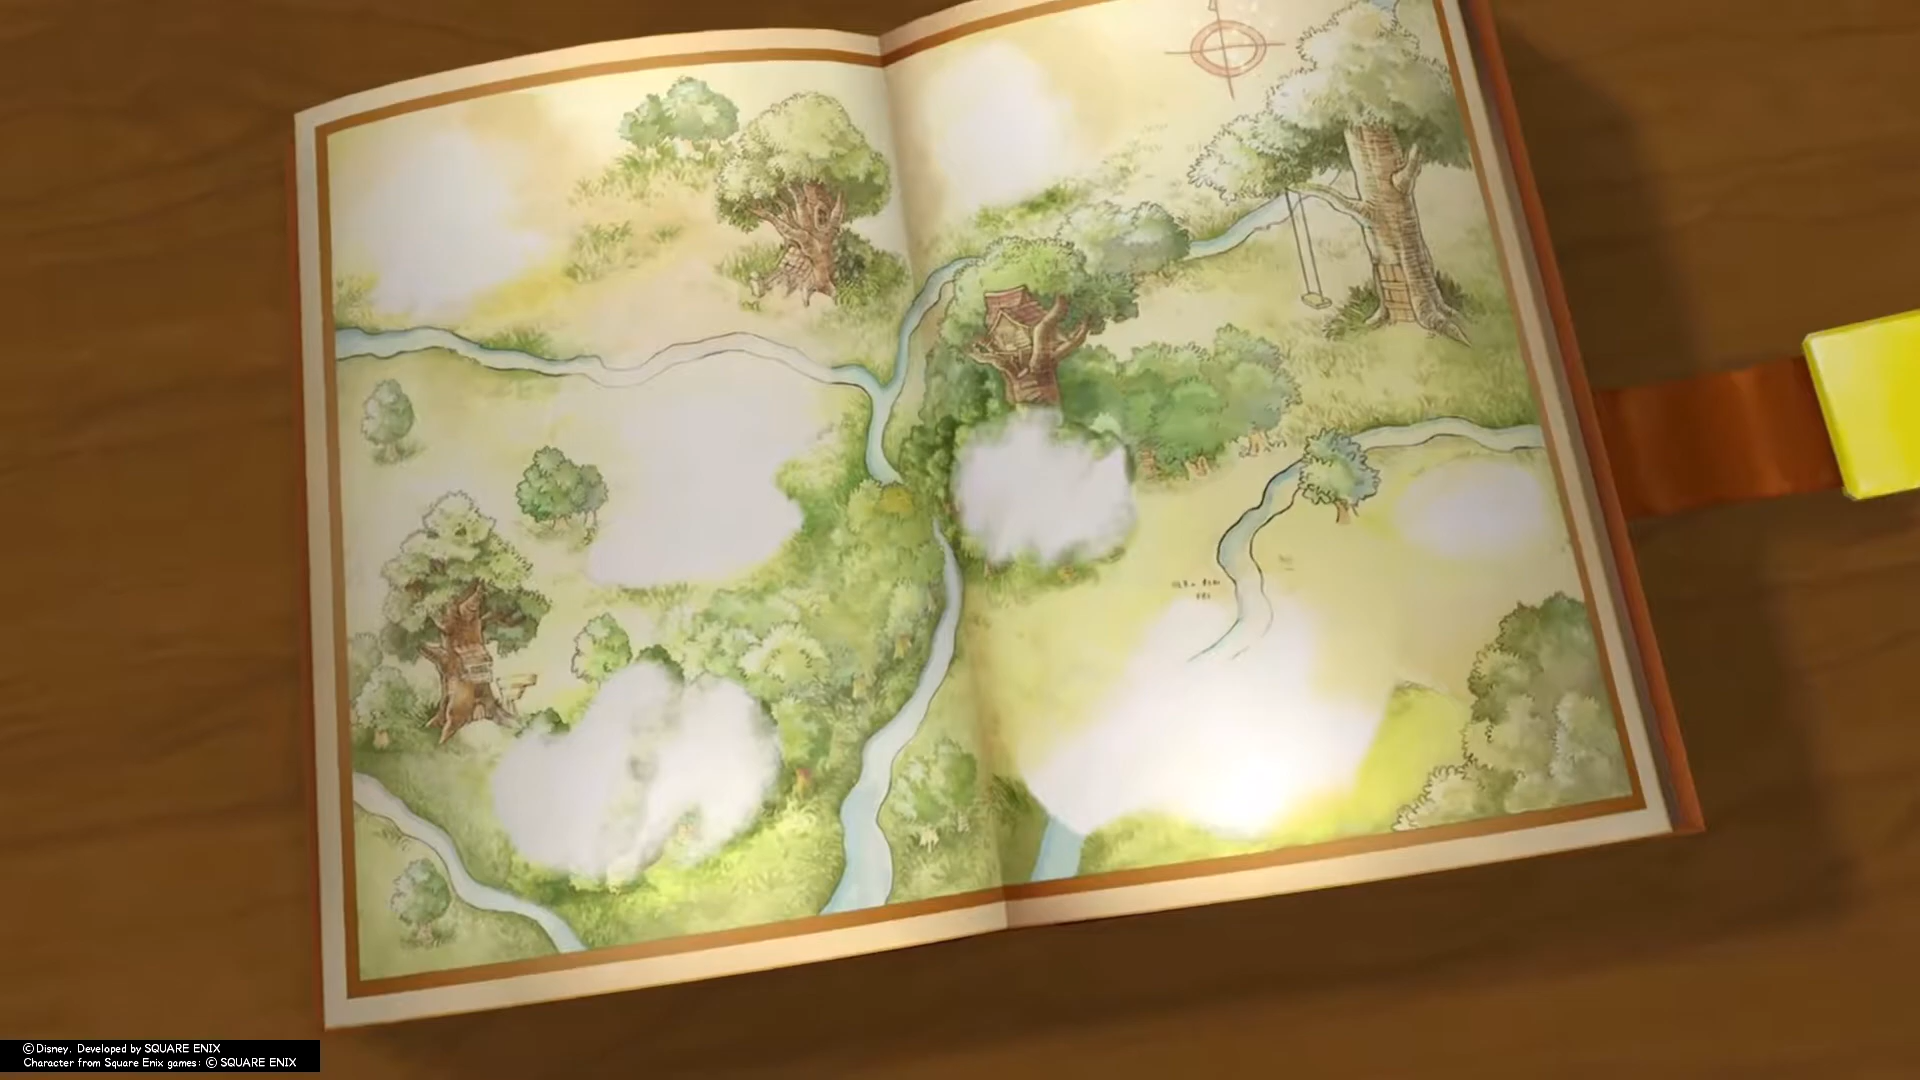 ©Disney. Developed by SQUARE ENIX
Character from Square Enix games: © SQUARE ENIX